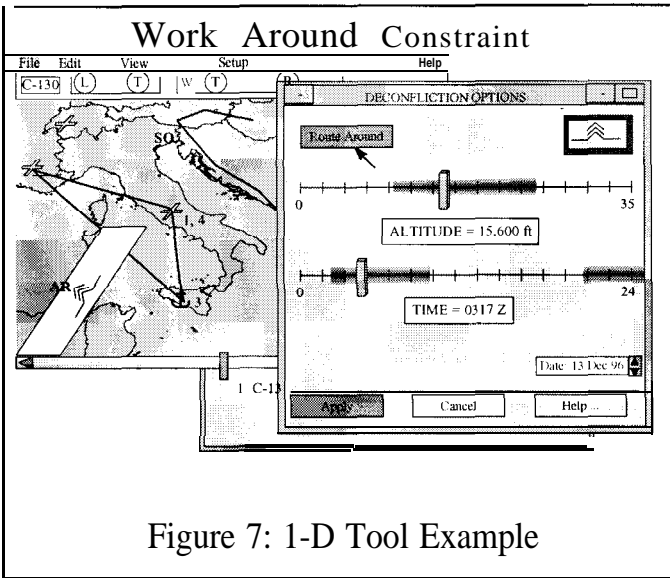 Work Around Constraint
File Edit View Setup Help
C-130 L T W T R
DECONFLICTION OPTIONS
Route Around
0 35
ALTITUDE = 15.600 ft
0 24
TIME = 0317 Z
Date 13 Dec 96
Apply Cancel Help ...
SO
1, 4
AR
3
1 C-13
Figure 7: 1-D Tool Example